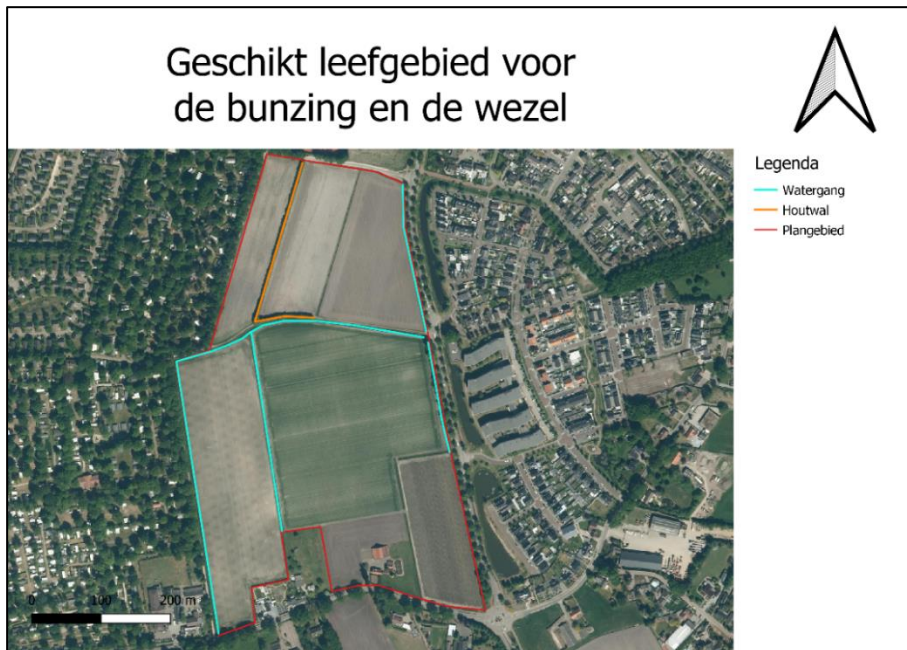 Geschikt leefgebied voor
de bunzing en de wezel
Legenda
Watergang
Houtwal
Plangebied
0 100 200 m